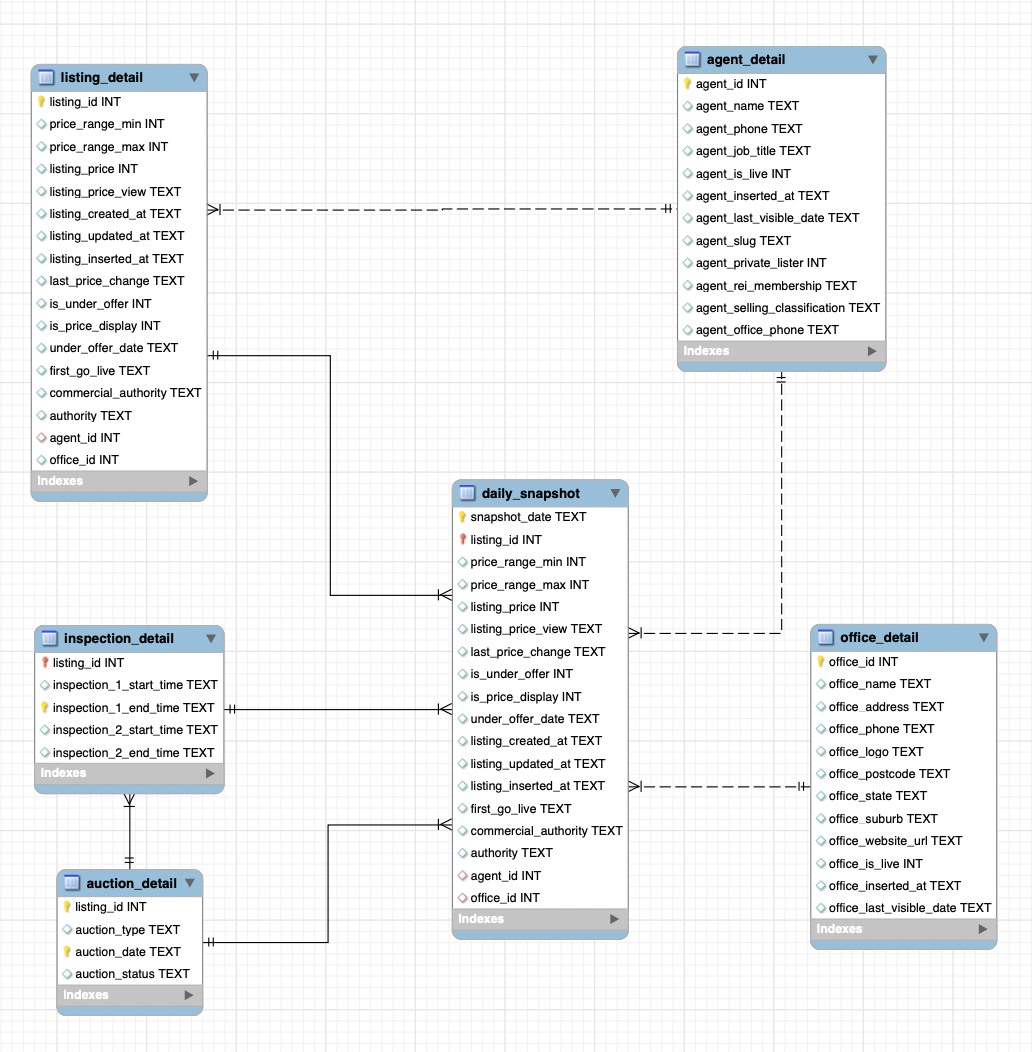 listing_detail
listing_id INT
price_range_min INT
price_range_max INT
listing_price INT
listing_price_view TEXT
listing_created_at TEXT
listing_updated_at TEXT
listing_inserted_at TEXT
last_price_change TEXT
is_under_offer INT
is_price_display INT
under_offer_date TEXT
first_go_live TEXT
commercial_authority TEXT
authority TEXT
agent_id INT
office_id INT
Indexes
agent_detail
agent_id INT
agent_name TEXT
agent_phone TEXT
agent_job_title TEXT
agent_is_live INT
agent_inserted_at TEXT
agent_last_visible_date TEXT
agent_slug TEXT
agent_private_lister INT
agent_rei_membership TEXT
agent_selling_classification TEXT
agent_office_phone TEXT
Indexes
daily_snapshot
snapshot_date TEXT
listing_id INT
price_range_min INT
price_range_max INT
listing_price INT
listing_price_view TEXT
last_price_change TEXT
is_under_offer INT
is_price_display INT
under_offer_date TEXT
listing_created_at TEXT
listing_updated_at TEXT
listing_inserted_at TEXT
first_go_live TEXT
commercial_authority TEXT
authority TEXT
agent_id INT
office_id INT
Indexes
inspection_detail
listing_id INT
inspection_1_start_time TEXT
inspection_1_end_time TEXT
inspection_2_start_time TEXT
inspection_2_end_time TEXT
Indexes
office_detail
office_id INT
office_name TEXT
office_address TEXT
office_phone TEXT
office_logo TEXT
office_postcode TEXT
office_state TEXT
office_suburb TEXT
office_website_url TEXT
office_is_live INT
office_inserted_at TEXT
office_last_visible_date TEXT
Indexes
auction_detail
listing_id INT
auction_type TEXT
auction_date TEXT
auction_status TEXT
Indexes